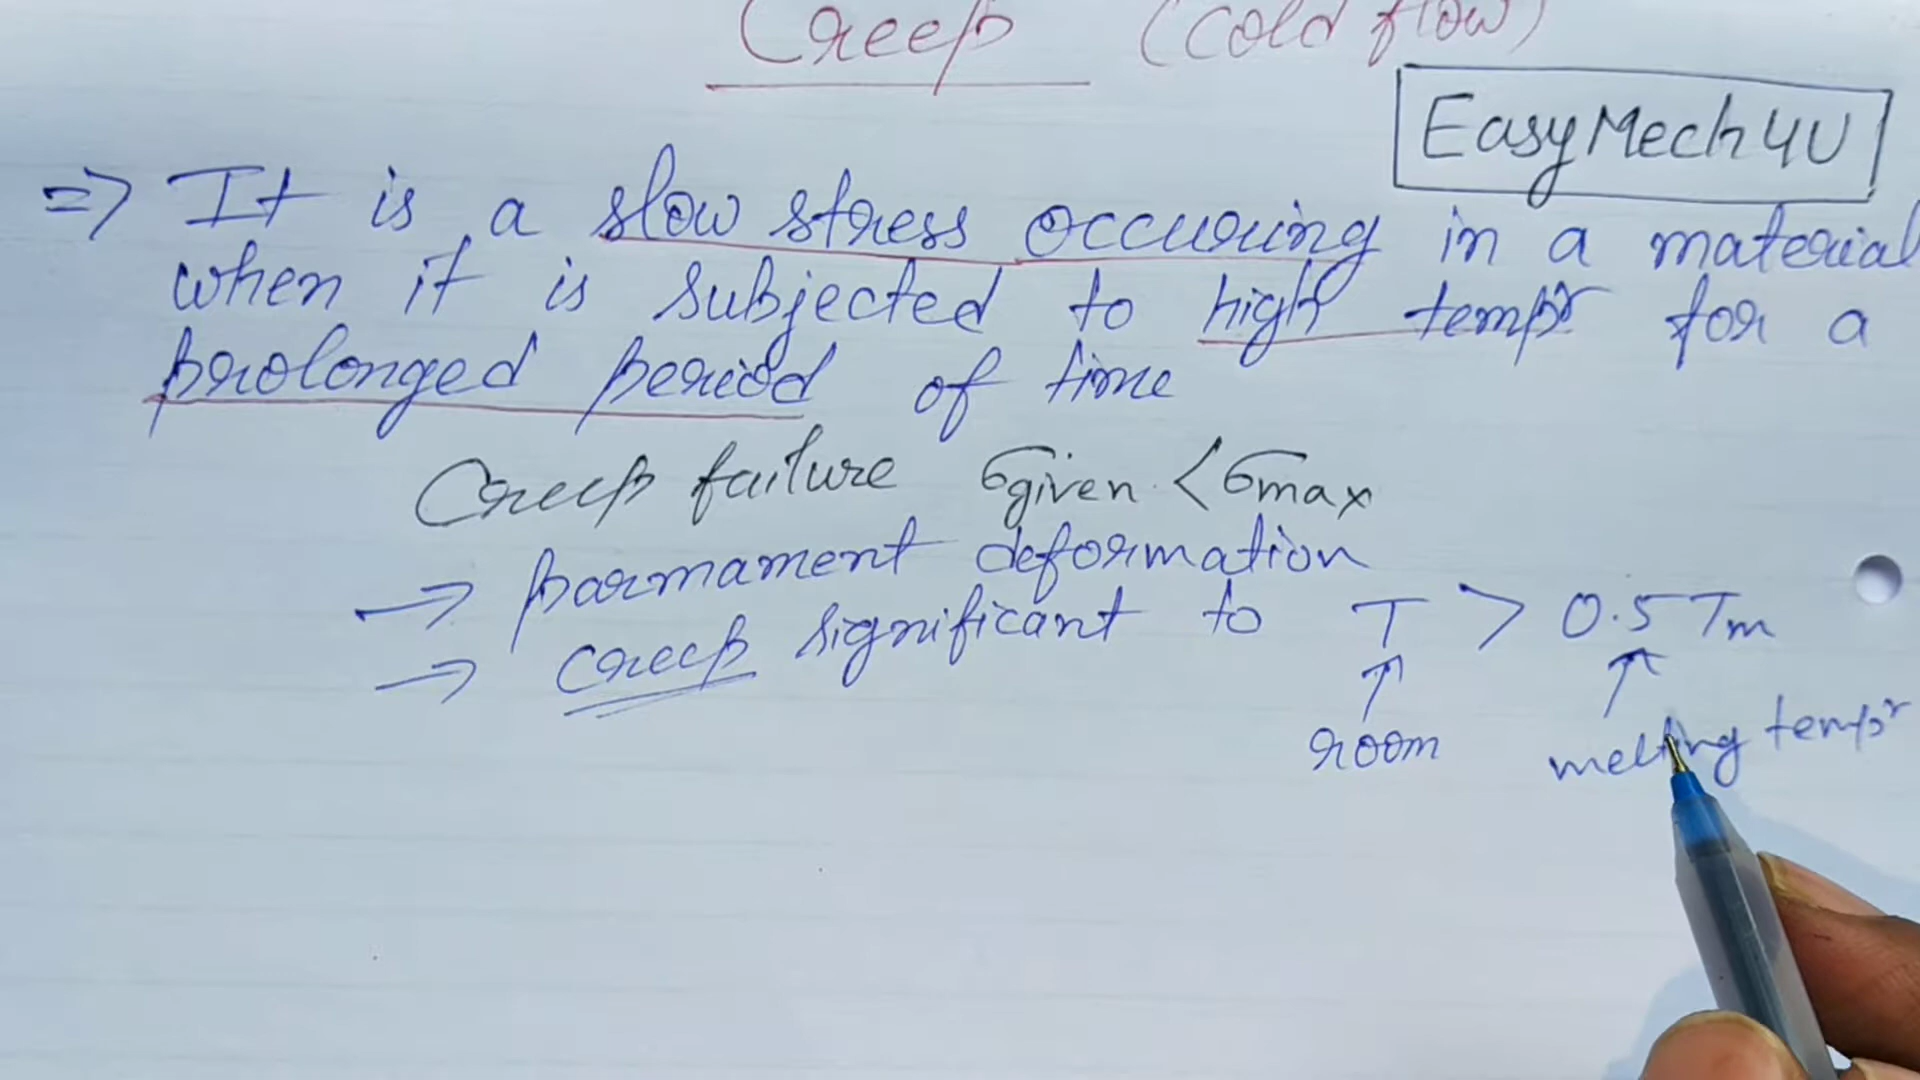 Creep (cold flow)
EasyMech4U
=> It is a slow stress occuring in a material
when it is subjected to high tempr for a
prolonged period of time
Creep failure σgiven < σmax
→ parmament deformation
→ creep significant to T > 0.5 Tm
↑ ↑
room melting tempr